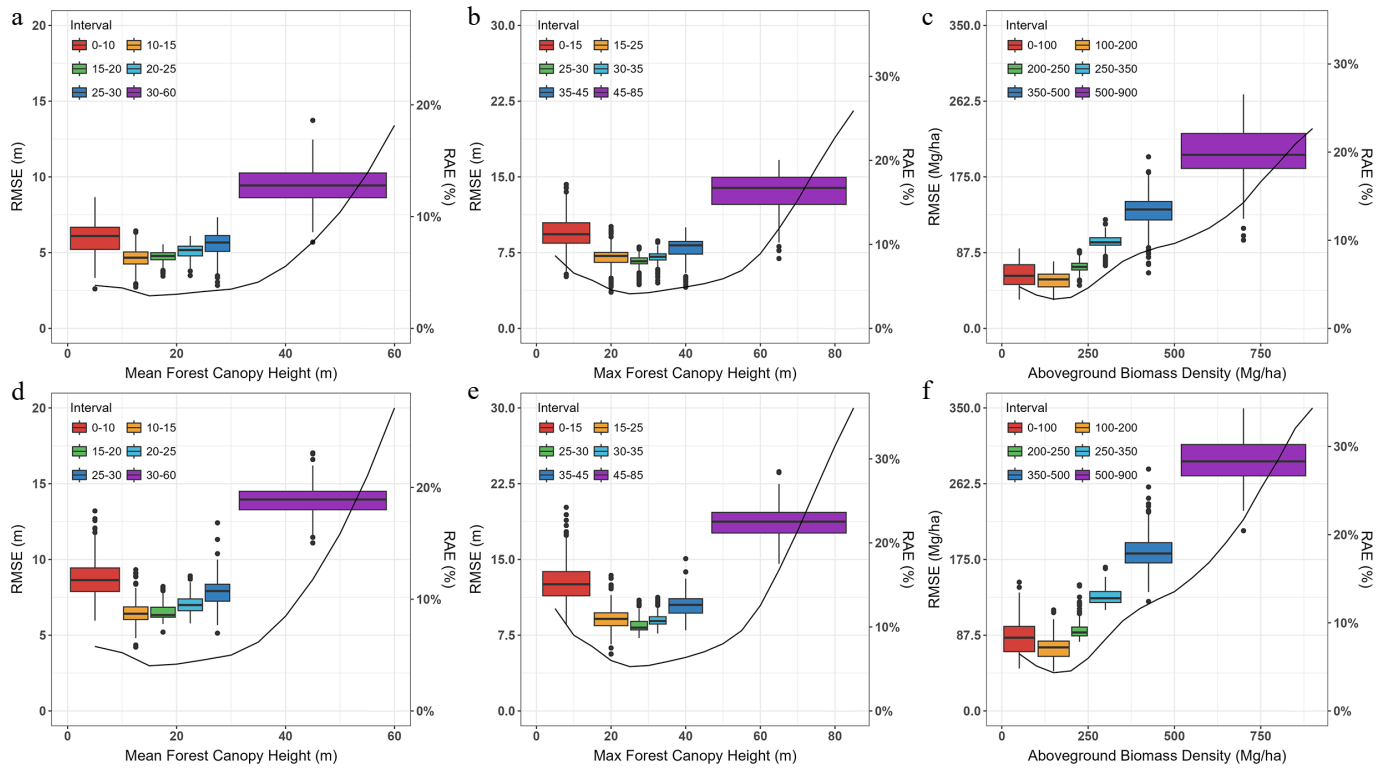 a
Interval
0-10 10-15
15-20 20-25
25-30 30-60
20
15
10
5
0
RMSE (m)
20%
10%
0%
RAE (%)
0 20 40 60
Mean Forest Canopy Height (m)
b
Interval
0-15 15-25
25-30 30-35
35-45 45-85
30.0
22.5
15.0
7.5
0.0
RMSE (m)
30%
20%
10%
0%
RAE (%)
0 20 40 60 80
Max Forest Canopy Height (m)
c
Interval
0-100 100-200
200-250 250-350
350-500 500-900
350.0
262.5
175.0
87.5
0.0
RMSE (Mg/ha)
30%
20%
10%
0%
RAE (%)
0 250 500 750
Aboveground Biomass Density (Mg/ha)
d
Interval
0-10 10-15
15-20 20-25
25-30 30-60
20
15
10
5
0
RMSE (m)
20%
10%
0%
RAE (%)
0 20 40 60
Mean Forest Canopy Height (m)
e
Interval
0-15 15-25
25-30 30-35
35-45 45-85
30.0
22.5
15.0
7.5
0.0
RMSE (m)
30%
20%
10%
0%
RAE (%)
0 20 40 60 80
Max Forest Canopy Height (m)
f
Interval
0-100 100-200
200-250 250-350
350-500 500-900
350.0
262.5
175.0
87.5
0.0
RMSE (Mg/ha)
30%
20%
10%
0%
RAE (%)
0 250 500 750
Aboveground Biomass Density (Mg/ha)